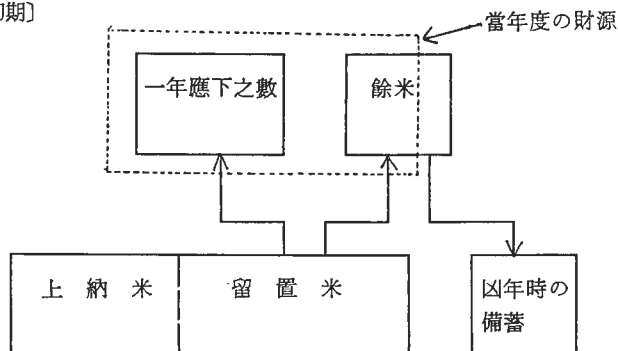 期〕
當年度の財源
一年應下之數
餘米
上納米
留置米
凶年時の
備蓄